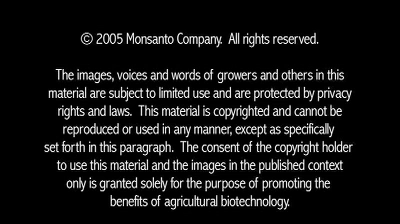 © 2005 Monsanto Company.  All rights reserved.
The images, voices and words of growers and others in this
material are subject to limited use and are protected by privacy
rights and laws.  This material is copyrighted and cannot be
reproduced or used in any manner, except as specifically
set forth in this paragraph.  The consent of the copyright holder
to use this material and the images in the published context
only is granted solely for the purpose of promoting the
benefits of agricultural biotechnology.